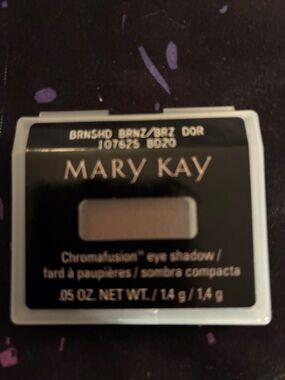 BRNSHD BRNZ/BRZ DOR
107625 BD20
MARY KAY
Chromafusion™ eye shadow /
fard à paupières / sombra compacta
.05 OZ. NET WT. / 1.4 g / 1,4 g